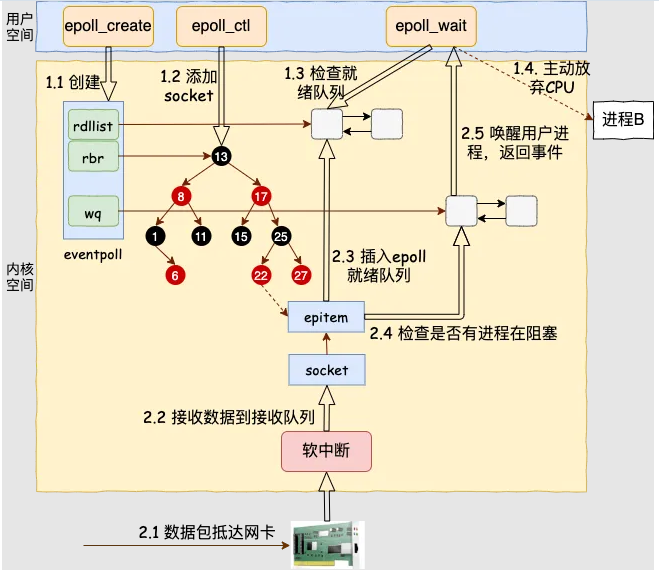 用户
空间
epoll_create
epoll_ctl
epoll_wait
1.1 创建
1.2 添加
socket
1.3 检查就
绪队列
1.4. 主动放
弃CPU
进程B
rdllist
rbr
wq
eventpoll
13
8
17
1
11
15
25
6
22
27
2.5 唤醒用户进
程，返回事件
2.3 插入epoll
就绪队列
内核
空间
epitem
2.4 检查是否有进程在阻塞
socket
2.2 接收数据到接收队列
软中断
2.1 数据包抵达网卡